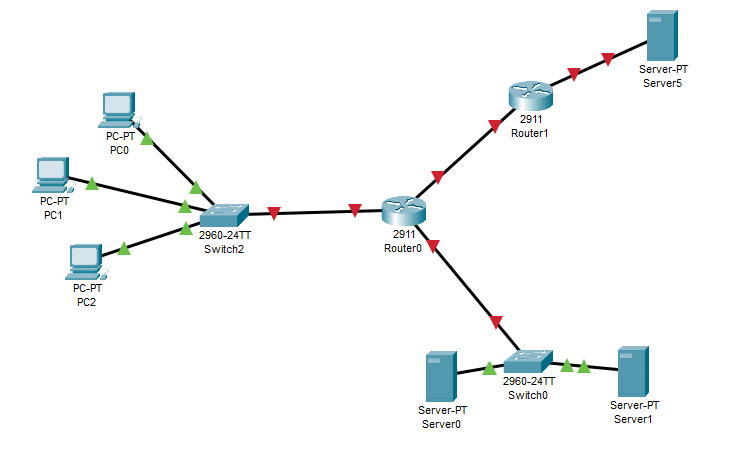 Server-PT
Server5
2911
Router1
PC-PT
PC0
PC-PT
PC1
2960-24TT
Switch2
2911
Router0
PC-PT
PC2
2960-24TT
Switch0
Server-PT
Server0
Server-PT
Server1